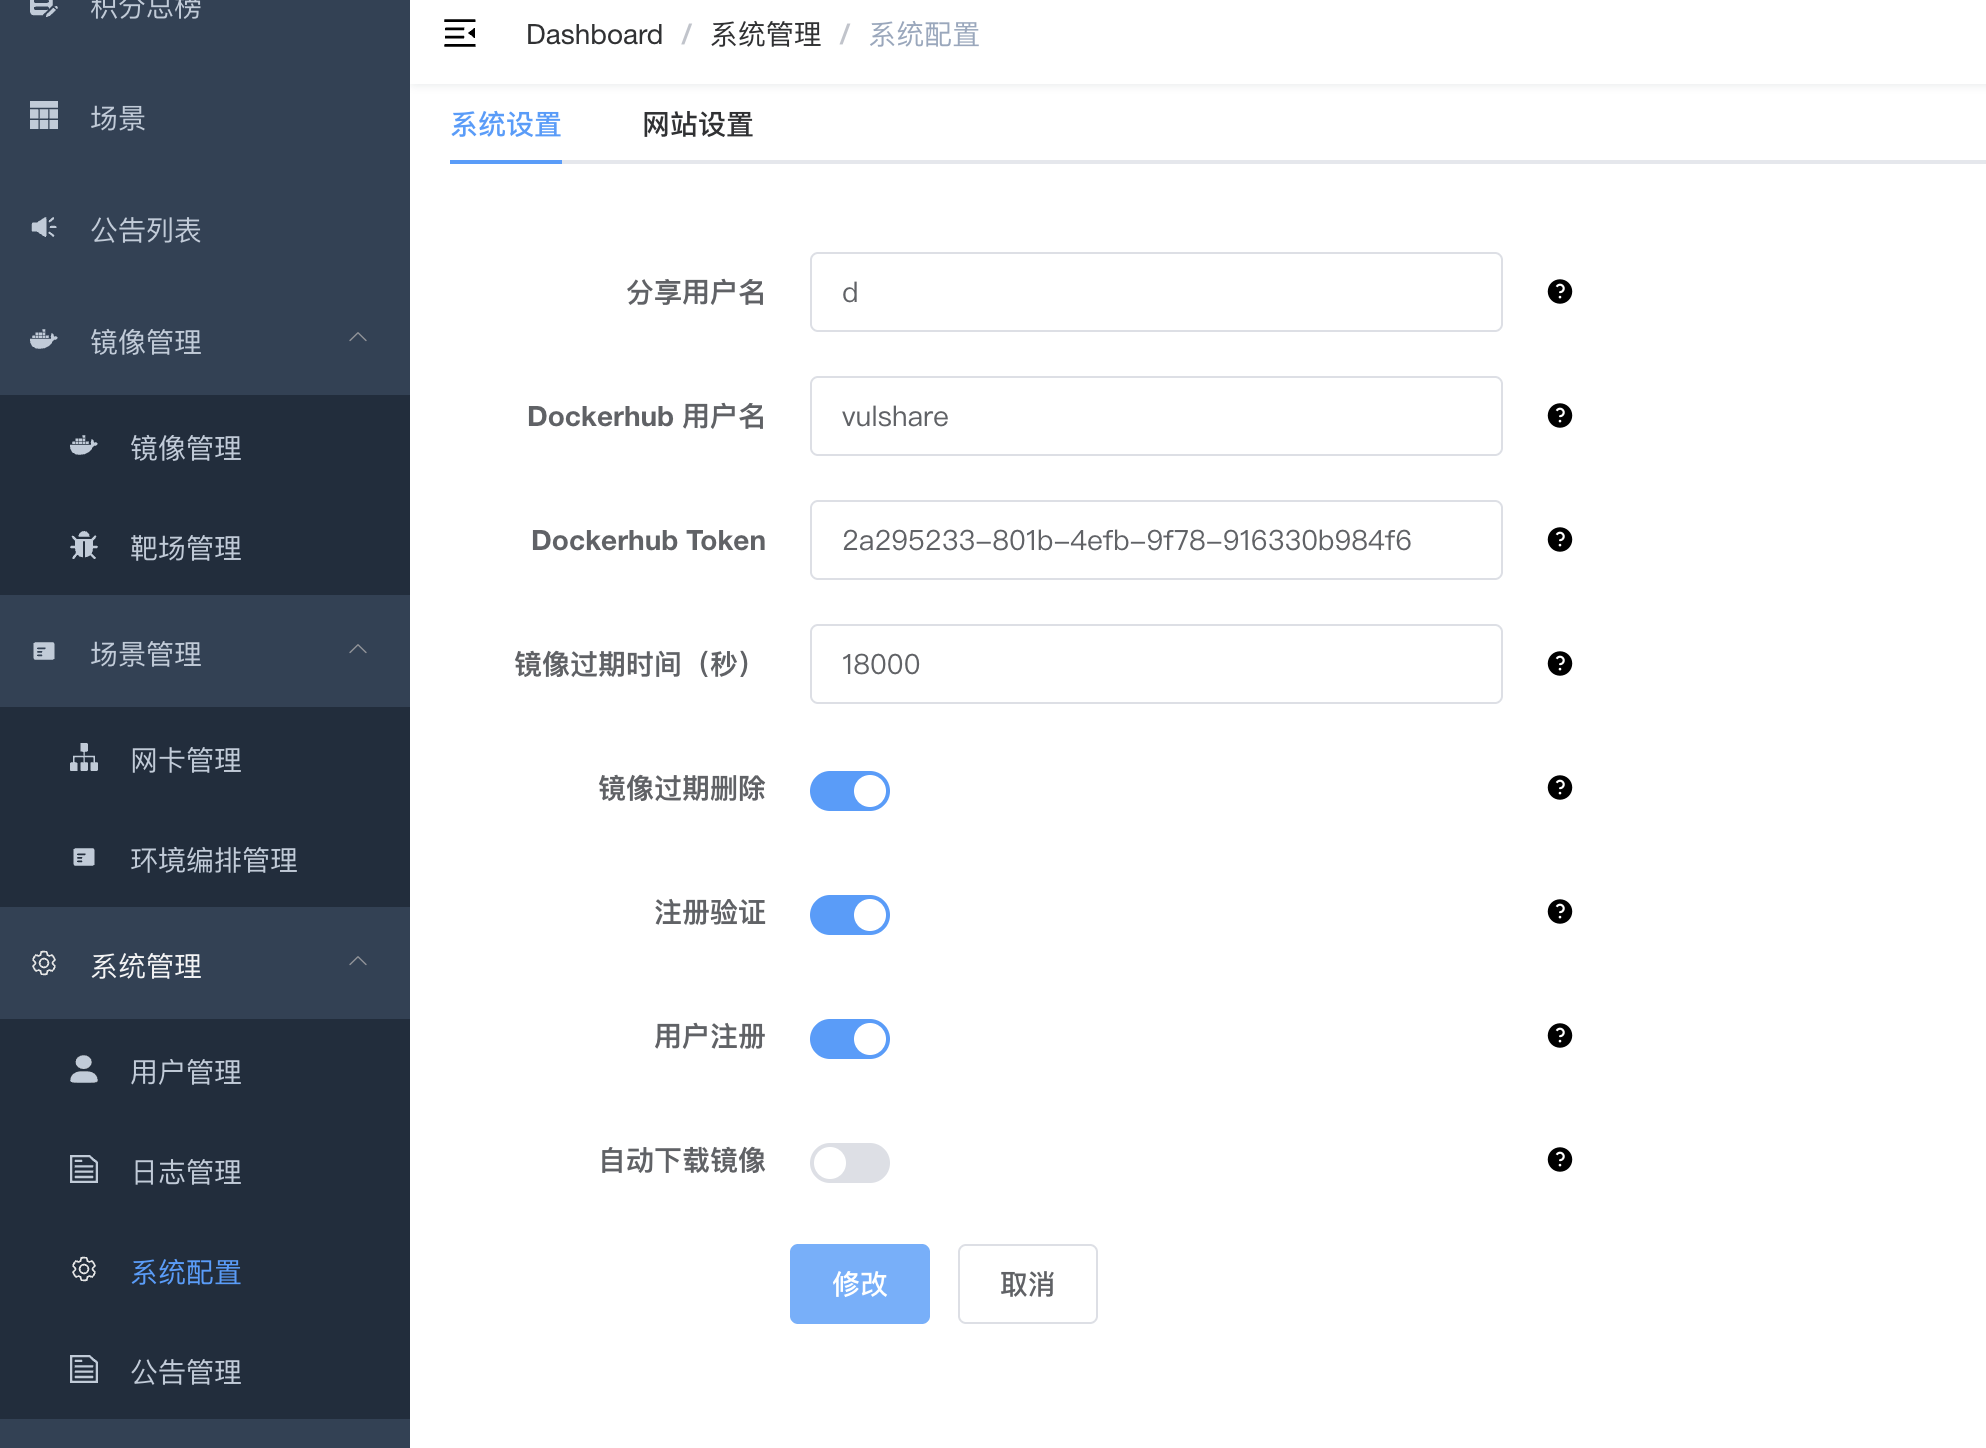 积分总榜
场景
公告列表
镜像管理
镜像管理
靶场管理
场景管理
网卡管理
环境编排管理
系统管理
用户管理
日志管理
系统配置
公告管理
Dashboard / 系统管理 / 系统配置
系统设置 网站设置
分享用户名 d
Dockerhub 用户名 vulshare
Dockerhub Token 2a295233-801b-4efb-9f78-916330b984f6
镜像过期时间（秒） 18000
镜像过期删除
注册验证
用户注册
自动下载镜像
修改 取消